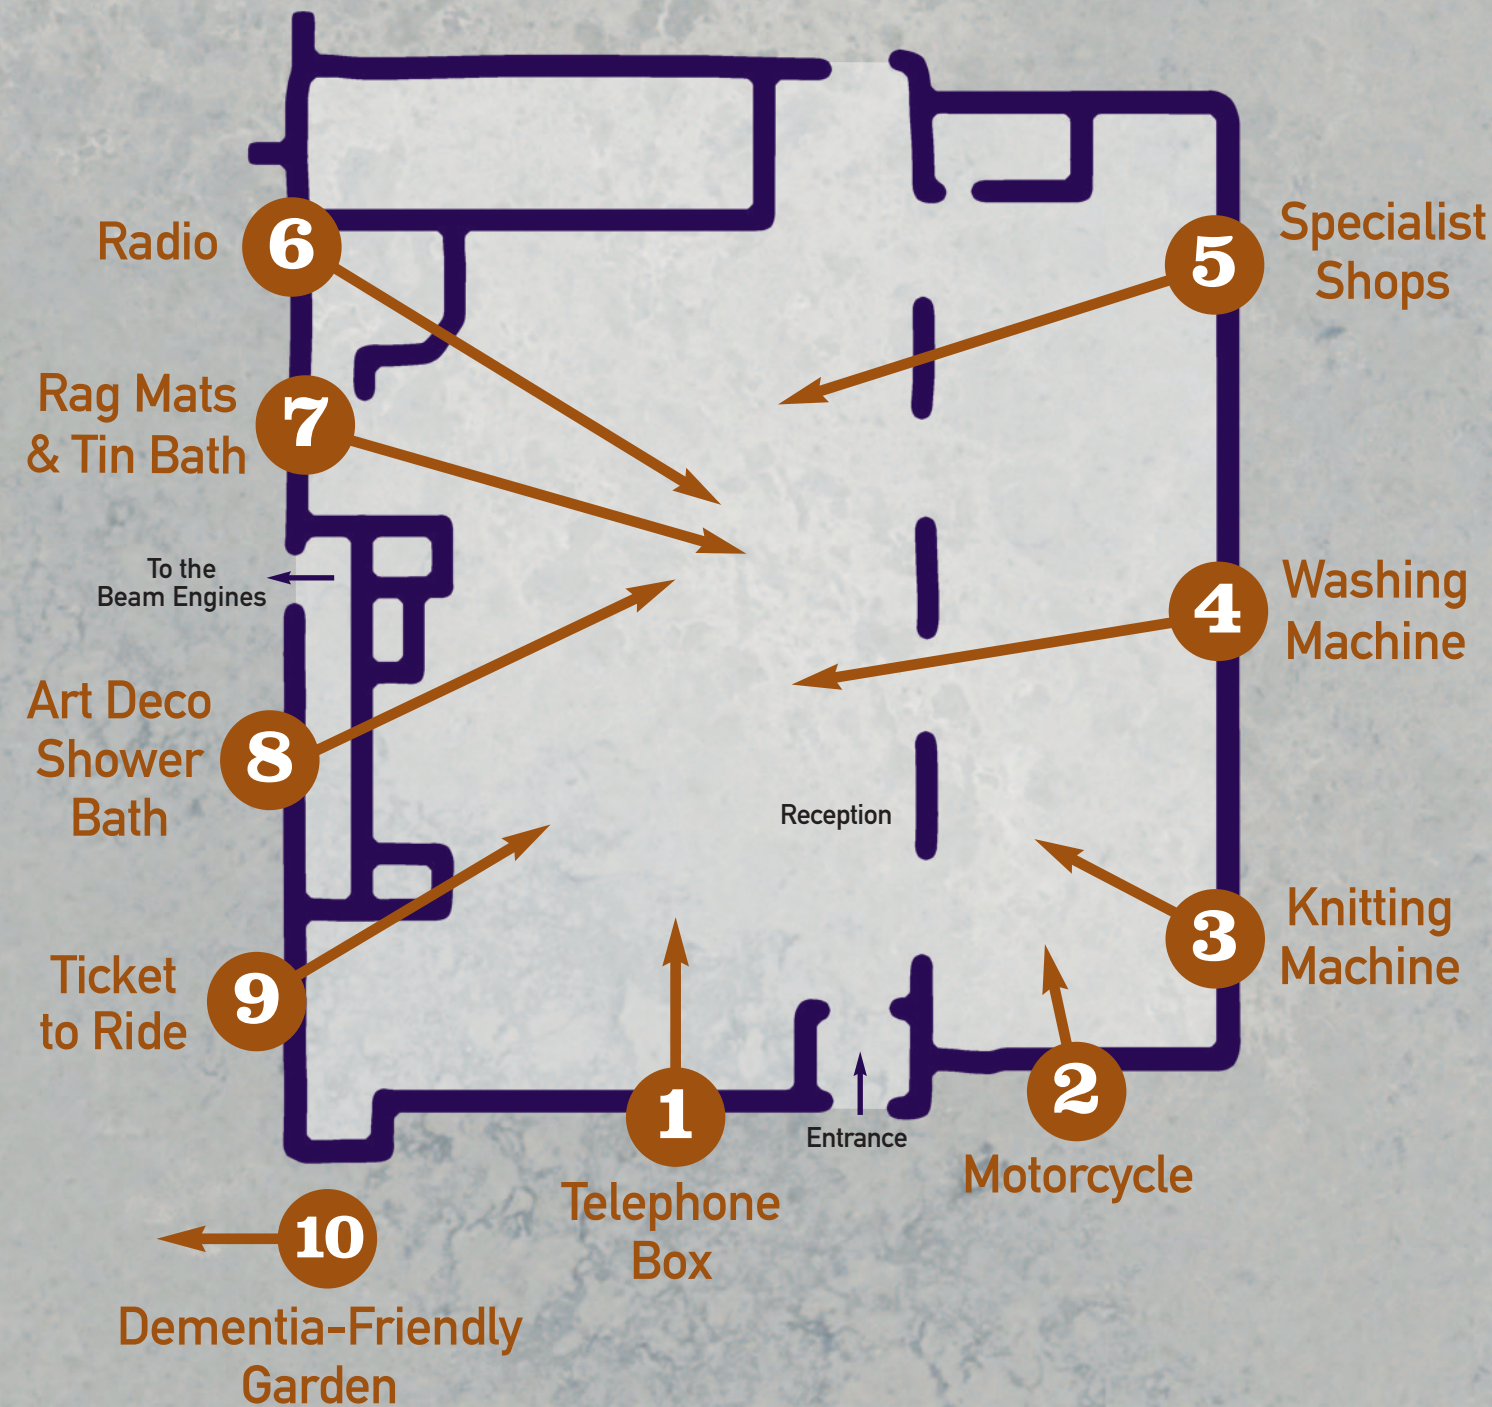 6
Radio
5
Specialist
Shops
7
Rag Mats
& Tin Bath
To the
Beam Engines
4
Washing
Machine
8
Art Deco
Shower
Bath
Reception
3
Knitting
Machine
9
Ticket
to Ride
2
Motorcycle
1
Telephone
Box
Entrance
10
Dementia-Friendly
Garden